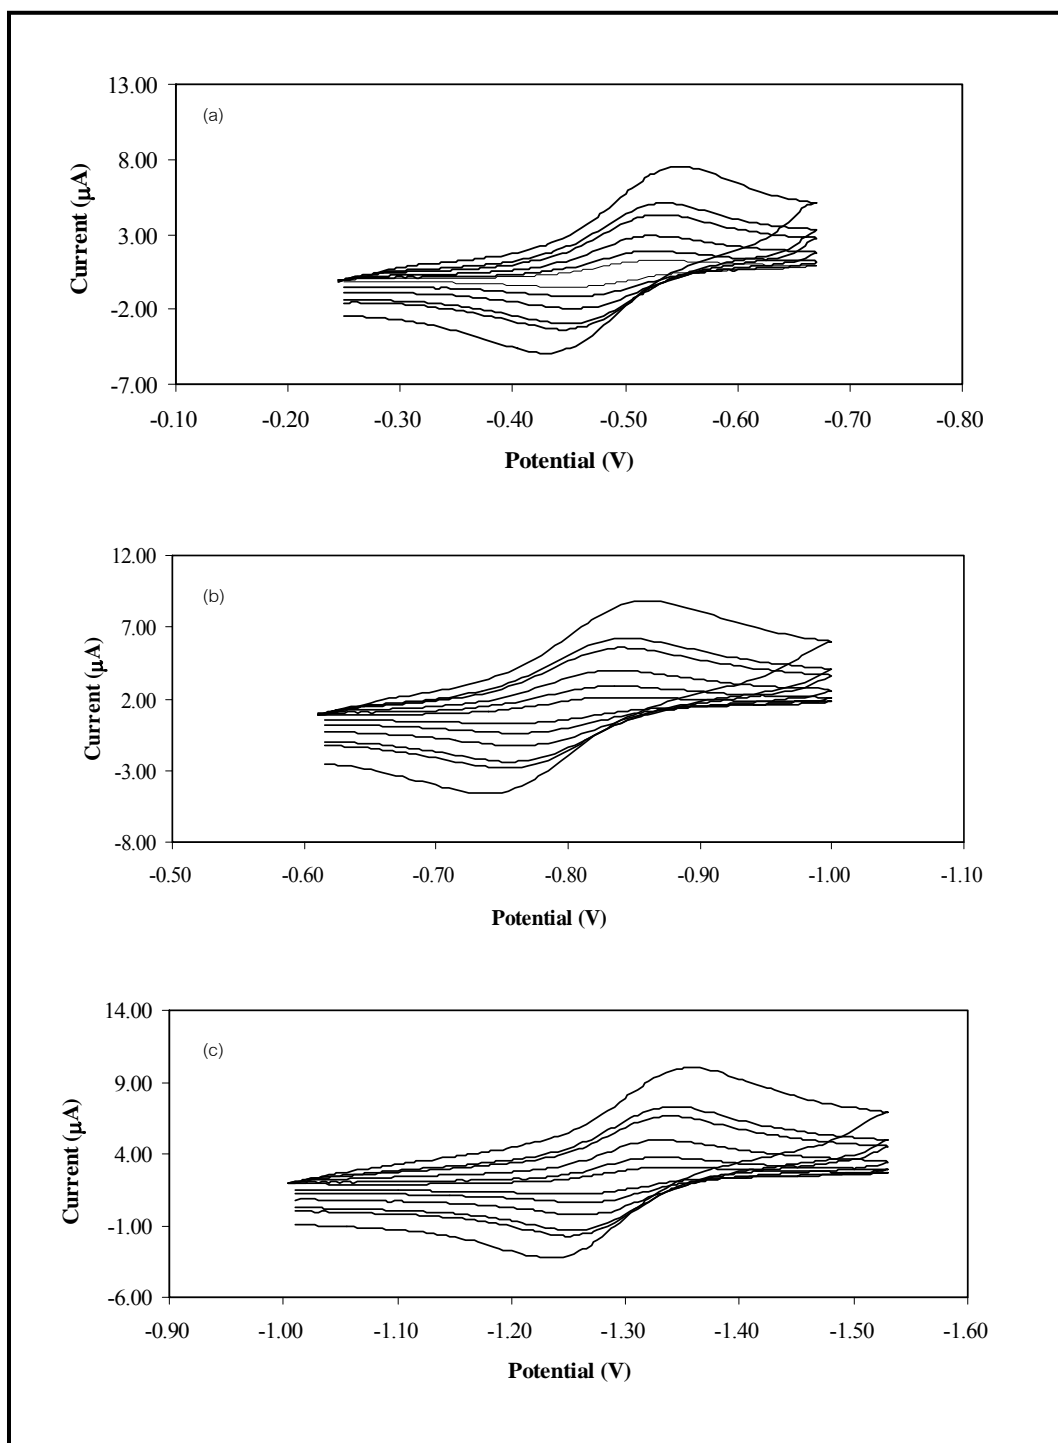 (a)
13.00
8.00
3.00
-2.00
-7.00
Current (µA)
-0.10 -0.20 -0.30 -0.40 -0.50 -0.60 -0.70 -0.80
Potential (V)
(b)
12.00
7.00
2.00
-3.00
-8.00
Current (µA)
-0.50 -0.60 -0.70 -0.80 -0.90 -1.00 -1.10
Potential (V)
(c)
14.00
9.00
4.00
-1.00
-6.00
Current (µA)
-0.90 -1.00 -1.10 -1.20 -1.30 -1.40 -1.50 -1.60
Potential (V)